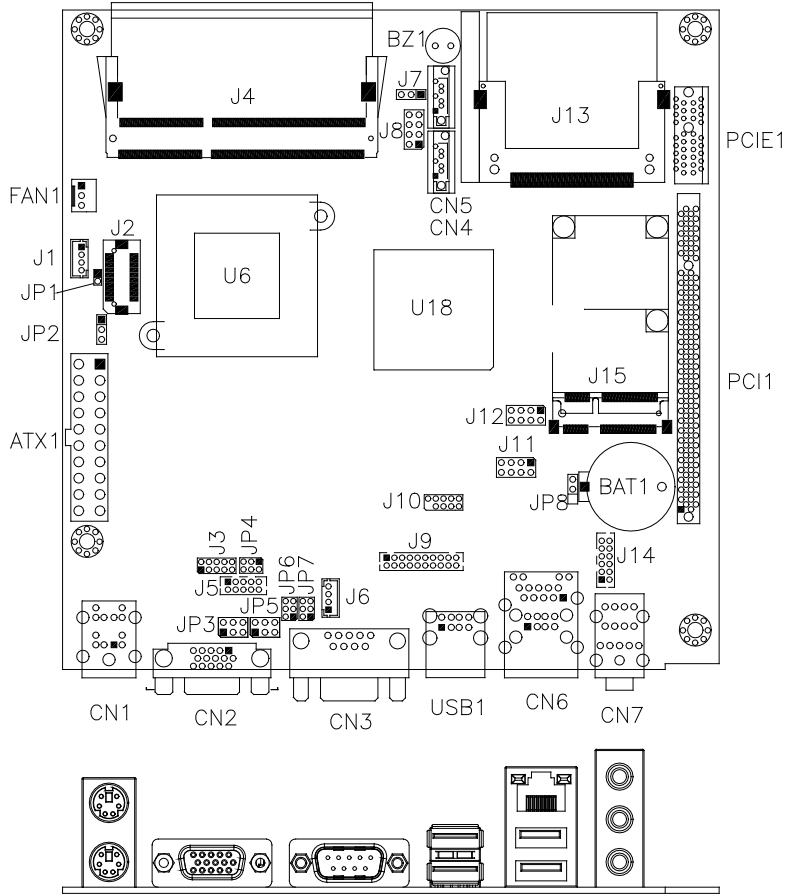 BZ1
J7
J4
J8
J13
PCIE1
FAN1
CN5
CN4
J2
J1
U6
JP1
U18
JP2
J15
PCI1
J12
ATX1
J11
BAT1
JP8
J10
J3
JP4
J9
J14
J5
JP6
JP7
J6
JP3
JP5
CN1
CN2
CN3
USB1
CN6
CN7